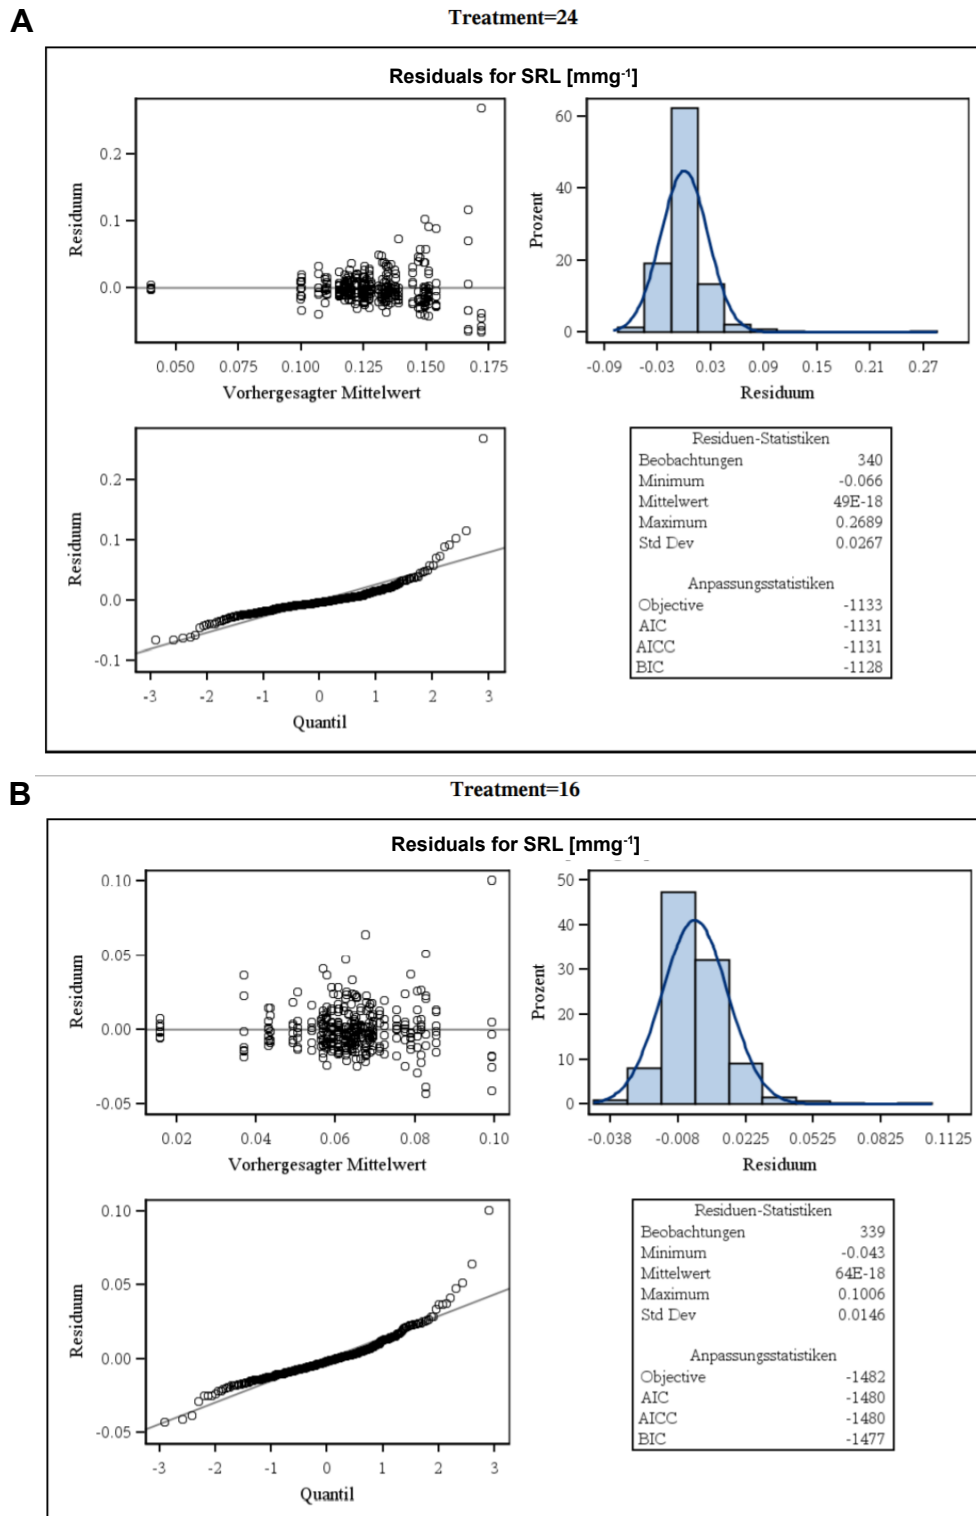 A
Treatment=24
Residuals for SRL [mmg⁻¹]
Residuum
0.2
0.1
0.0
0.050 0.075 0.100 0.125 0.150 0.175
Vorhergesagter Mittelwert
Prozent
60
40
20
0
-0.09 -0.03 0.03 0.09 0.15 0.21 0.27
Residuum
Residuum
0.2
0.1
0.0
-0.1
-3 -2 -1 0 1 2 3
Quantil
Residuen-Statistiken
Beobachtungen 340
Minimum -0.066
Mittelwert 49E-18
Maximum 0.2689
Std Dev 0.0267
Anpassungsstatistiken
Objective -1133
AIC -1131
AICC -1131
BIC -1128
B
Treatment=16
Residuals for SRL [mmg⁻¹]
Residuum
0.10
0.05
0.00
-0.05
0.02 0.04 0.06 0.08 0.10
Vorhergesagter Mittelwert
Prozent
50
40
30
20
10
0
-0.038 -0.008 0.0225 0.0525 0.0825 0.1125
Residuum
Residuum
0.10
0.05
0.00
-0.05
-3 -2 -1 0 1 2 3
Quantil
Residuen-Statistiken
Beobachtungen 339
Minimum -0.043
Mittelwert 64E-18
Maximum 0.1006
Std Dev 0.0146
Anpassungsstatistiken
Objective -1482
AIC -1480
AICC -1480
BIC -1477